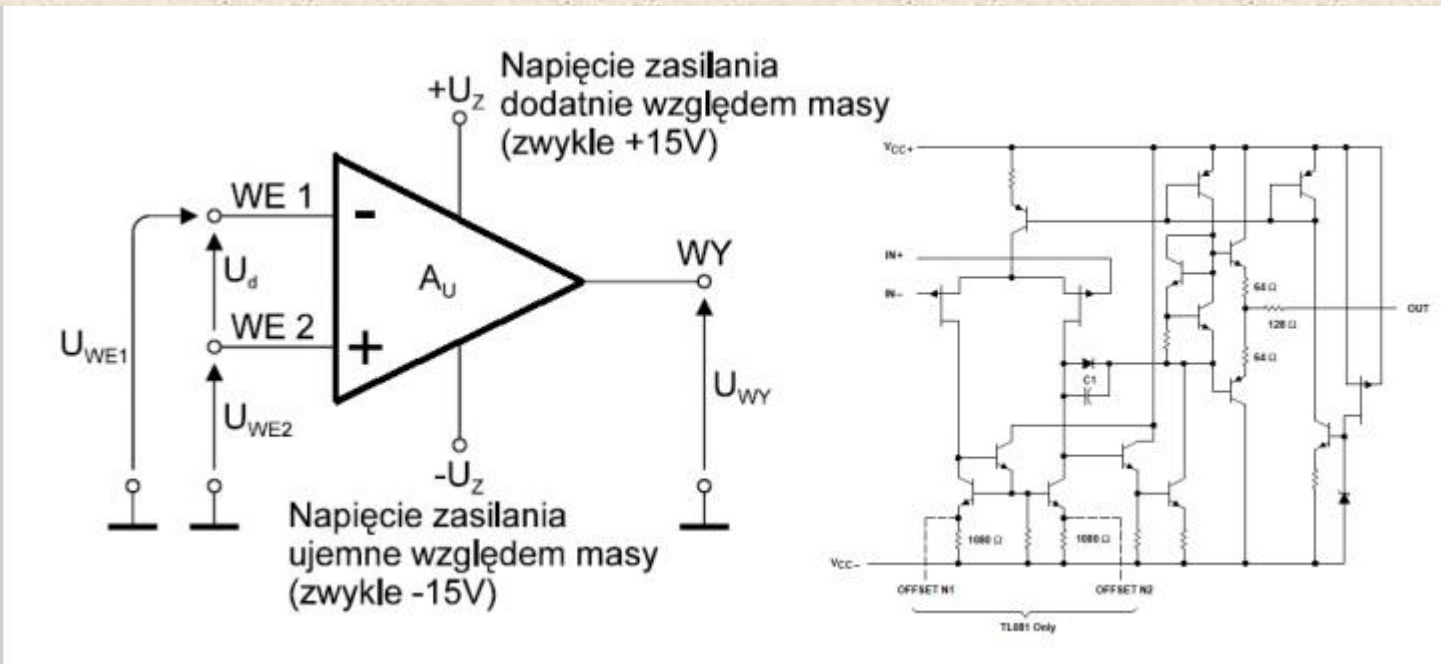 Napięcie zasilania
dodatnie względem masy
(zwykle +15V)
+U_Z
WE 1
-
U_d
A_U
WY
WE 2
+
U_WE1
U_WE2
U_WY
-U_Z
Napięcie zasilania
ujemne względem masy
(zwykle -15V)
VCC+
IN+
IN-
64 Ω
128 Ω
OUT
64 Ω
C1
1080 Ω
1080 Ω
VCC-
OFFSET N1
OFFSET N2
TL081 Only